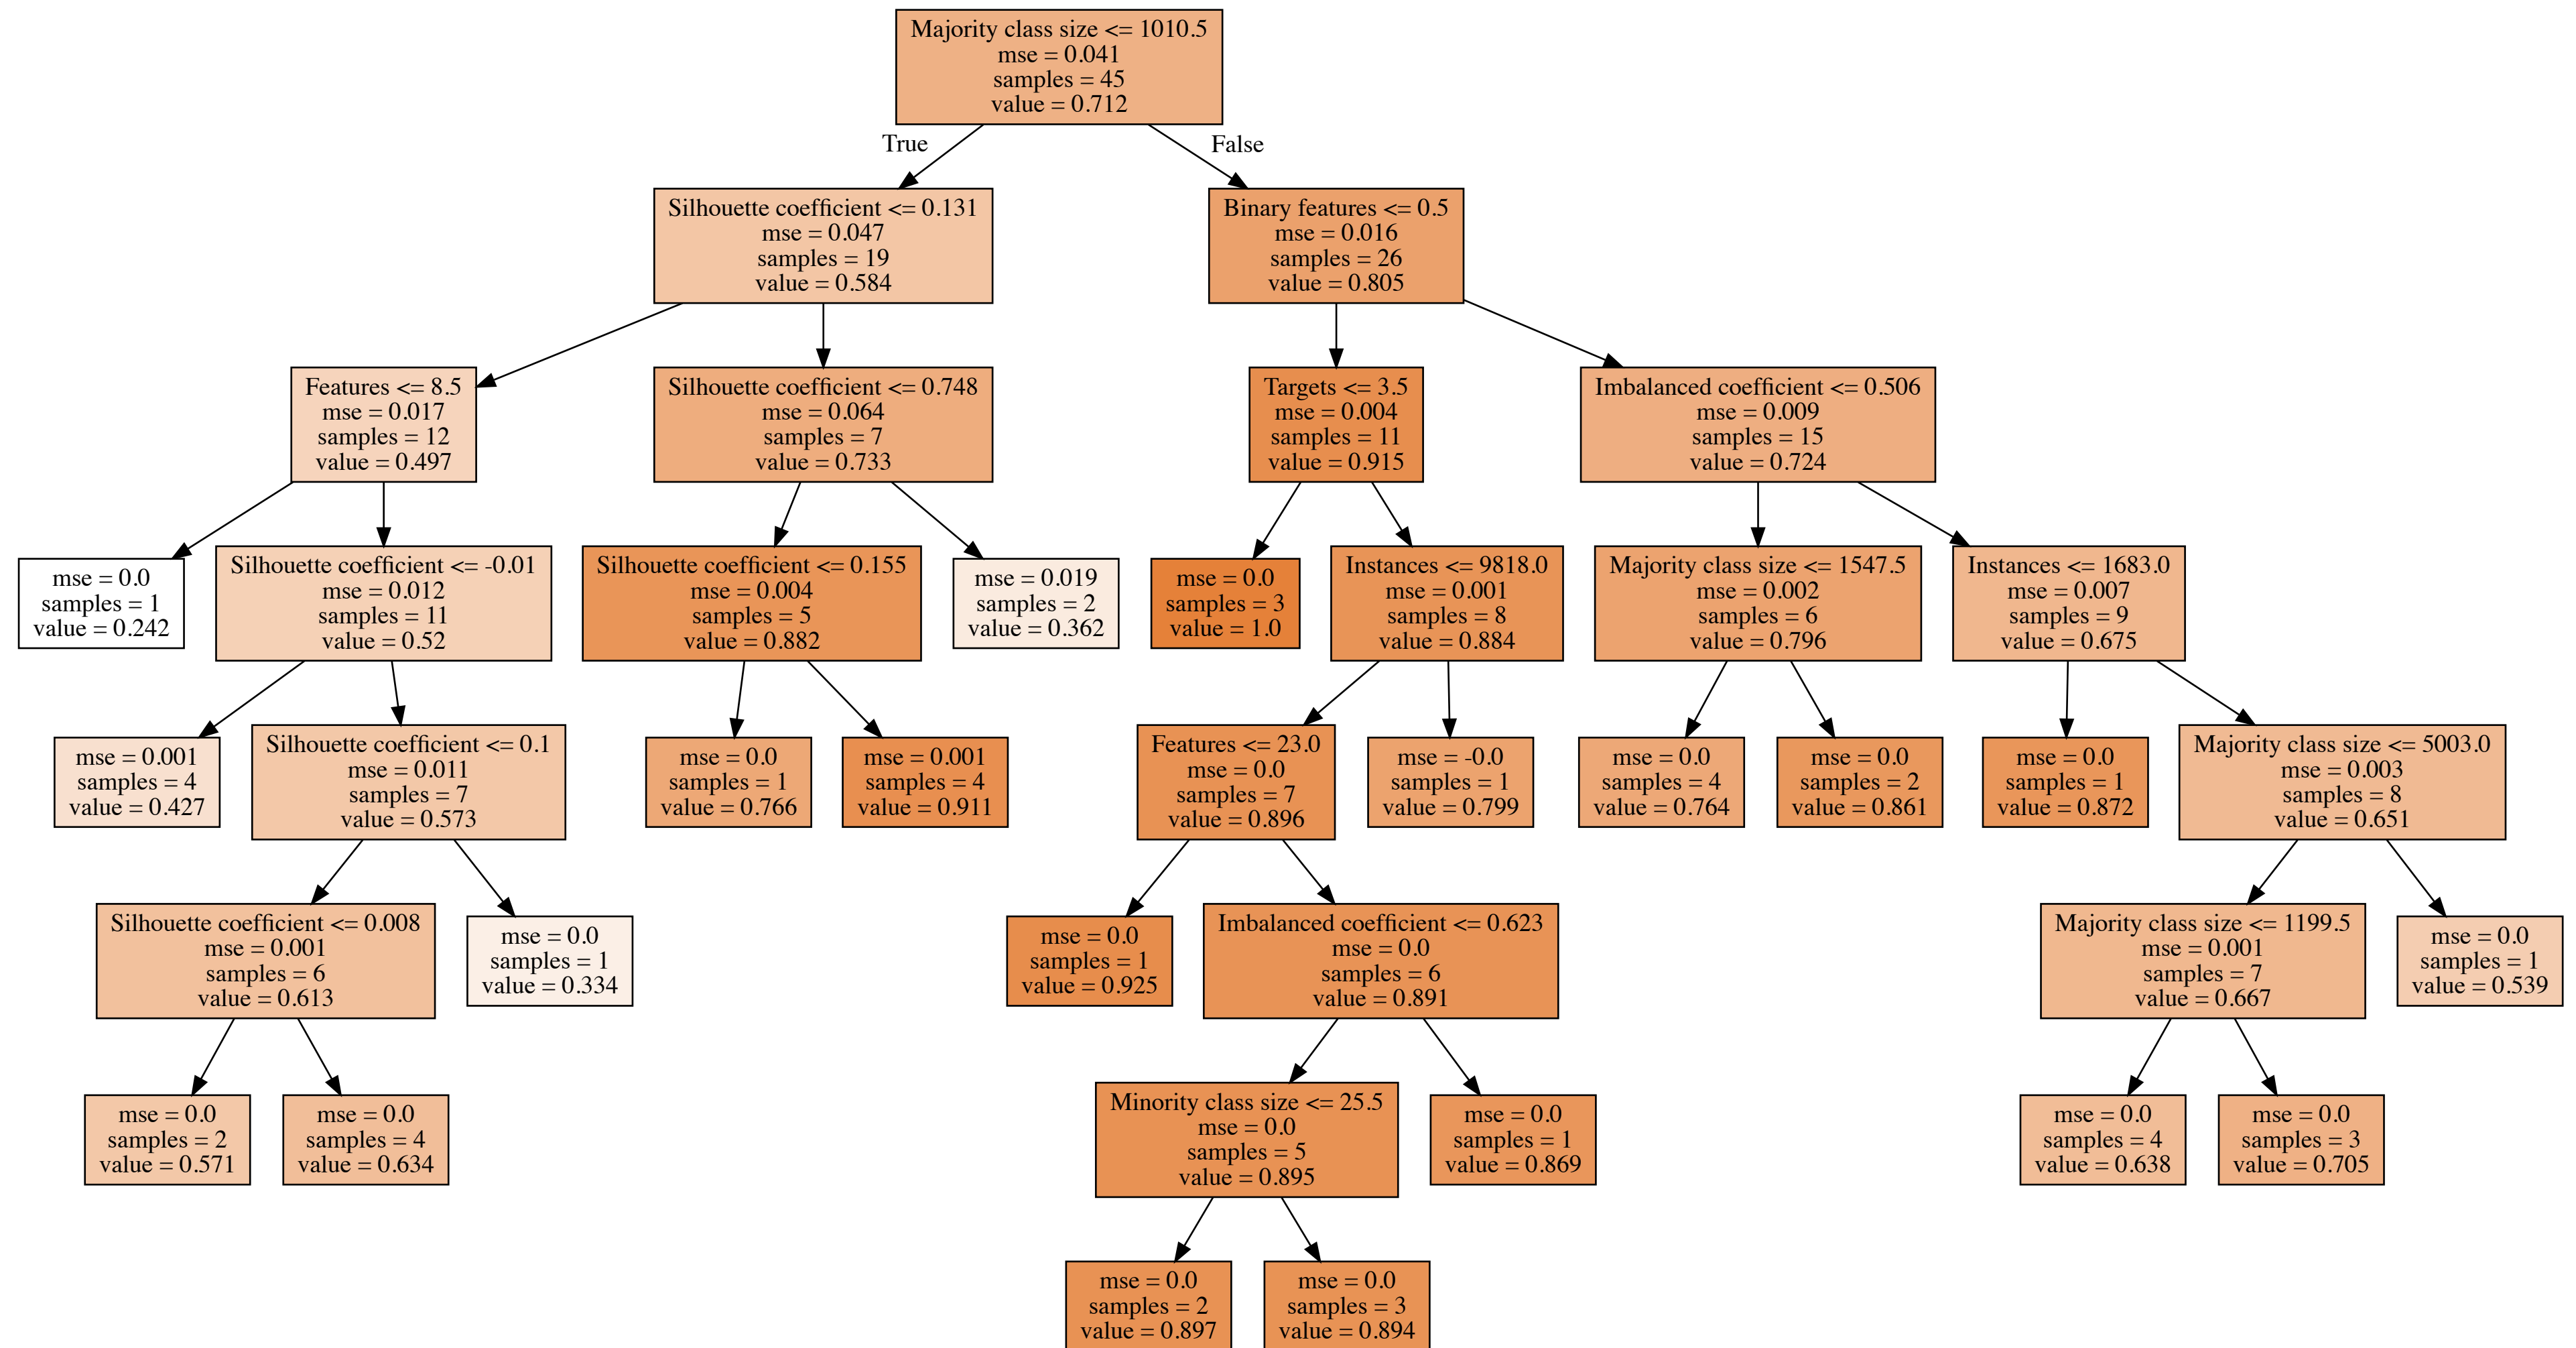 Majority class size <= 1010.5
mse = 0.041
samples = 45
value = 0.712
True
False
Silhouette coefficient <= 0.131
mse = 0.047
samples = 19
value = 0.584
Binary features <= 0.5
mse = 0.016
samples = 26
value = 0.805
Features <= 8.5
mse = 0.017
samples = 12
value = 0.497
Silhouette coefficient <= 0.748
mse = 0.064
samples = 7
value = 0.733
Targets <= 3.5
mse = 0.004
samples = 11
value = 0.915
Imbalanced coefficient <= 0.506
mse = 0.009
samples = 15
value = 0.724
mse = 0.0
samples = 1
value = 0.242
Silhouette coefficient <= -0.01
mse = 0.012
samples = 11
value = 0.52
Silhouette coefficient <= 0.155
mse = 0.004
samples = 5
value = 0.882
mse = 0.019
samples = 2
value = 0.362
mse = 0.0
samples = 3
value = 1.0
Instances <= 9818.0
mse = 0.001
samples = 8
value = 0.884
Majority class size <= 1547.5
mse = 0.002
samples = 6
value = 0.796
Instances <= 1683.0
mse = 0.007
samples = 9
value = 0.675
mse = 0.001
samples = 4
value = 0.427
Silhouette coefficient <= 0.1
mse = 0.011
samples = 7
value = 0.573
mse = 0.0
samples = 1
value = 0.766
mse = 0.001
samples = 4
value = 0.911
Features <= 23.0
mse = 0.0
samples = 7
value = 0.896
mse = -0.0
samples = 1
value = 0.799
mse = 0.0
samples = 4
value = 0.764
mse = 0.0
samples = 2
value = 0.861
mse = 0.0
samples = 1
value = 0.872
Majority class size <= 5003.0
mse = 0.003
samples = 8
value = 0.651
Silhouette coefficient <= 0.008
mse = 0.001
samples = 6
value = 0.613
mse = 0.0
samples = 1
value = 0.334
mse = 0.0
samples = 1
value = 0.925
Imbalanced coefficient <= 0.623
mse = 0.0
samples = 6
value = 0.891
Majority class size <= 1199.5
mse = 0.001
samples = 7
value = 0.667
mse = 0.0
samples = 1
value = 0.539
mse = 0.0
samples = 2
value = 0.571
mse = 0.0
samples = 4
value = 0.634
Minority class size <= 25.5
mse = 0.0
samples = 5
value = 0.895
mse = 0.0
samples = 1
value = 0.869
mse = 0.0
samples = 4
value = 0.638
mse = 0.0
samples = 3
value = 0.705
mse = 0.0
samples = 2
value = 0.897
mse = 0.0
samples = 3
value = 0.894